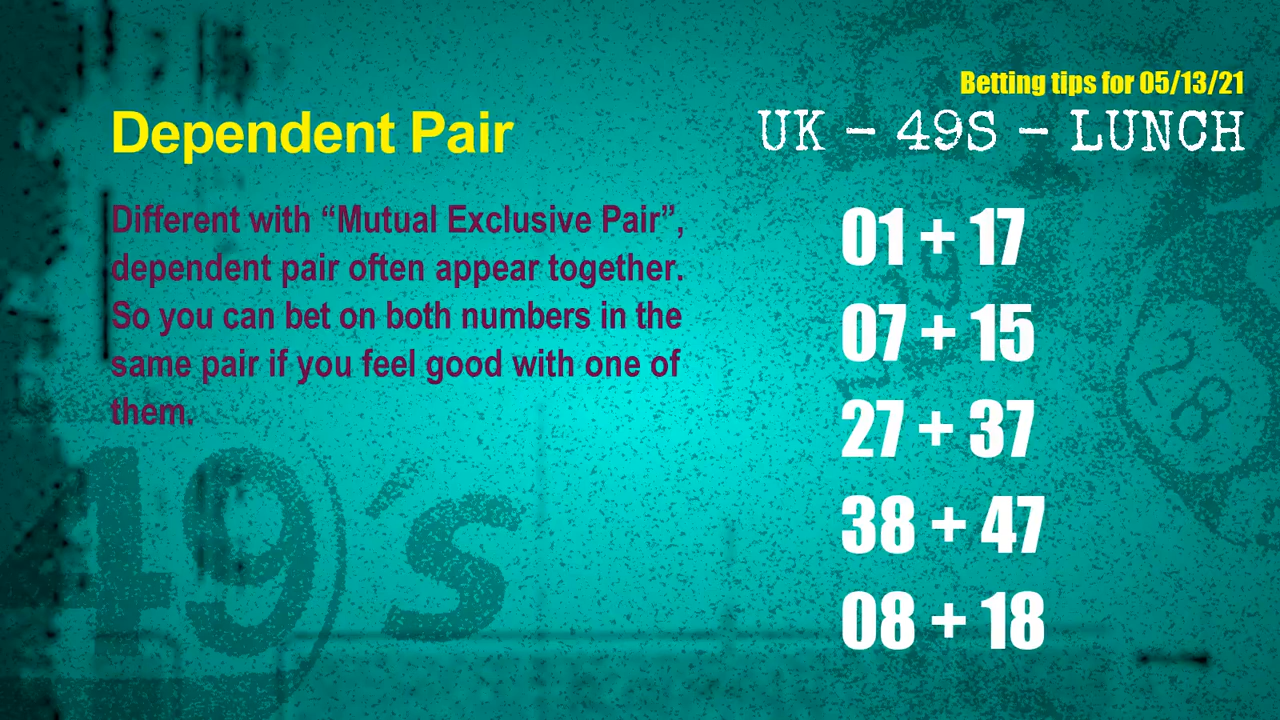 Betting tips for 05/13/21
Dependent Pair
UK - 49S - LUNCH
Different with “Mutual Exclusive Pair”,
dependent pair often appear together.
So you can bet on both numbers in the
same pair if you feel good with one of
them.
01 + 17
07 + 15
27 + 37
38 + 47
08 + 18
49's
28